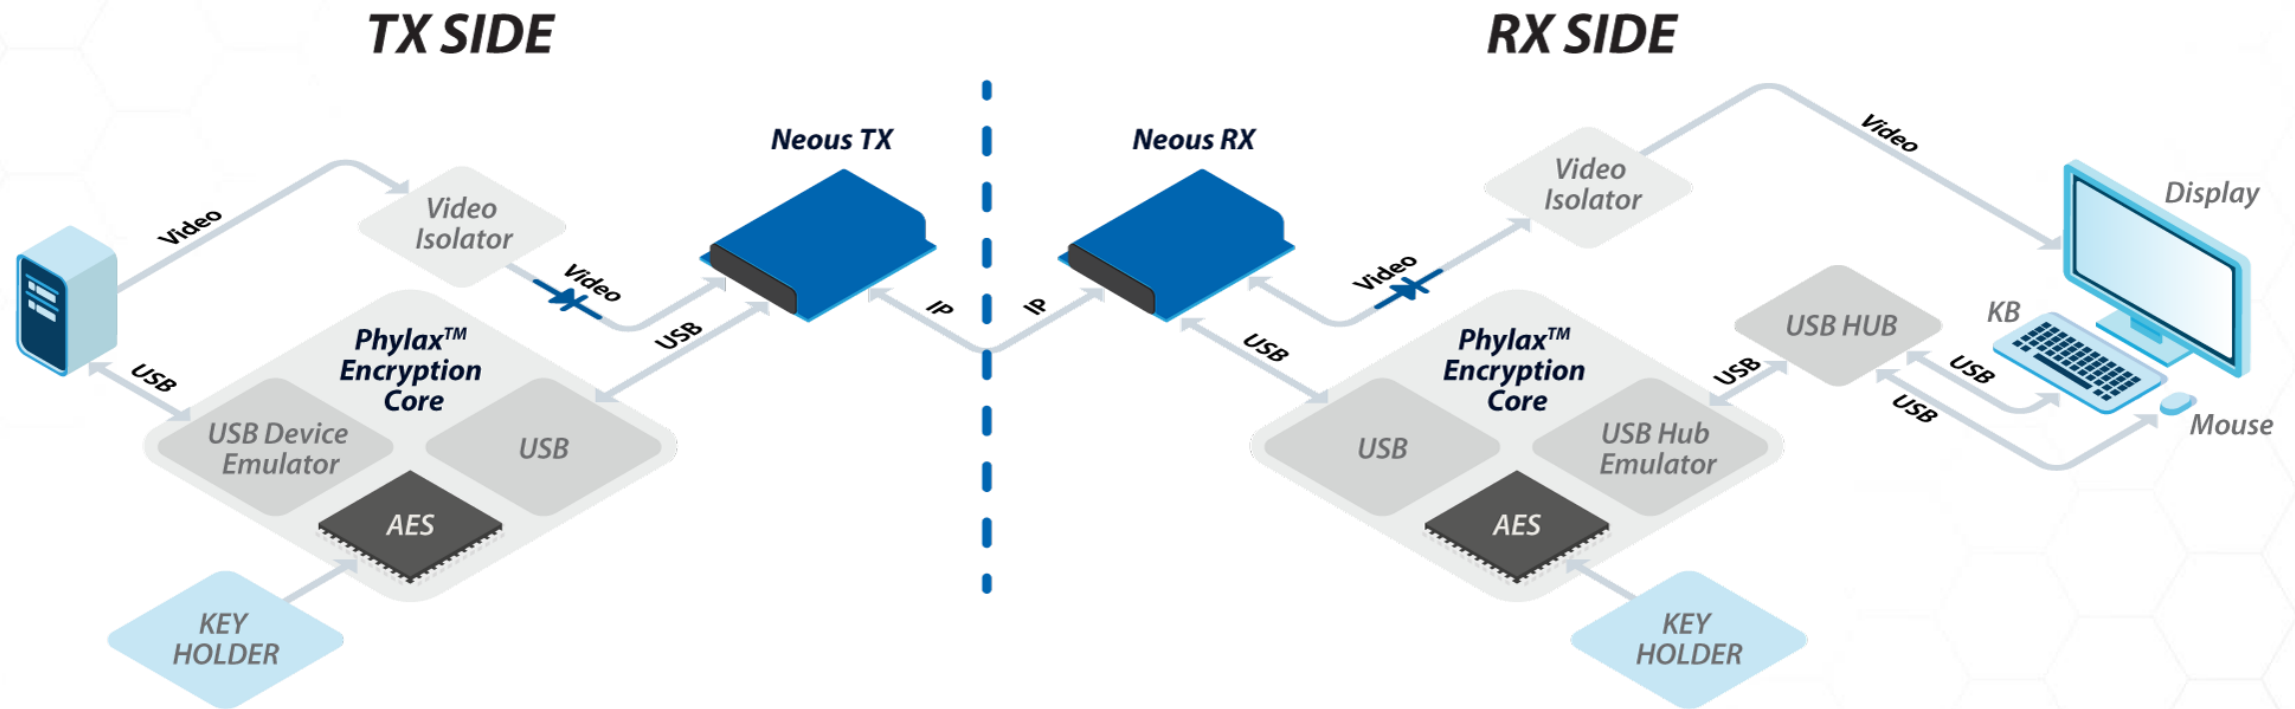 TX SIDE
RX SIDE
Neous TX
Neous RX
Video
Video
Isolator
Video
USB
IP
IP
Video
Video
Isolator
Video
Display
KB
Mouse
USB
Phylax™
Encryption
Core
USB Device
Emulator
USB
AES
KEY
HOLDER
USB
Phylax™
Encryption
Core
USB
USB Hub
Emulator
AES
KEY
HOLDER
USB
USB HUB
USB
USB